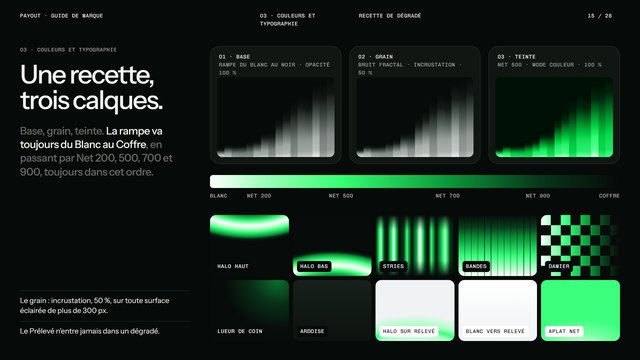 PAYOUT · GUIDE DE MARQUE
03 · COULEURS ET
TYPOGRAPHIE
RECETTE DE DÉGRADÉ
15 / 28
03 · COULEURS ET TYPOGRAPHIE
Une recette,
trois calques.
Base, grain, teinte. La rampe va
toujours du Blanc au Coffre, en
passant par Net 200, 500, 700 et
900, toujours dans cet ordre.
Le grain : incrustation, 50 %, sur toute surface
éclairée de plus de 300 px.
Le Prélevé n'entre jamais dans un dégradé.
01 · BASE
RAMPE DU BLANC AU NOIR · OPACITÉ
100 %
02 · GRAIN
BRUIT FRACTAL · INCRUSTATION ·
50 %
03 · TEINTE
NET 500 · MODE COULEUR · 100 %
BLANC
NET 200
NET 500
NET 700
NET 900
COFFRE
HALO HAUT
HALO BAS
STRIES
BANDES
DAMIER
LUEUR DE COIN
ARDOISE
HALO SUR RELEVÉ
BLANC VERS RELEVÉ
APLAT NET